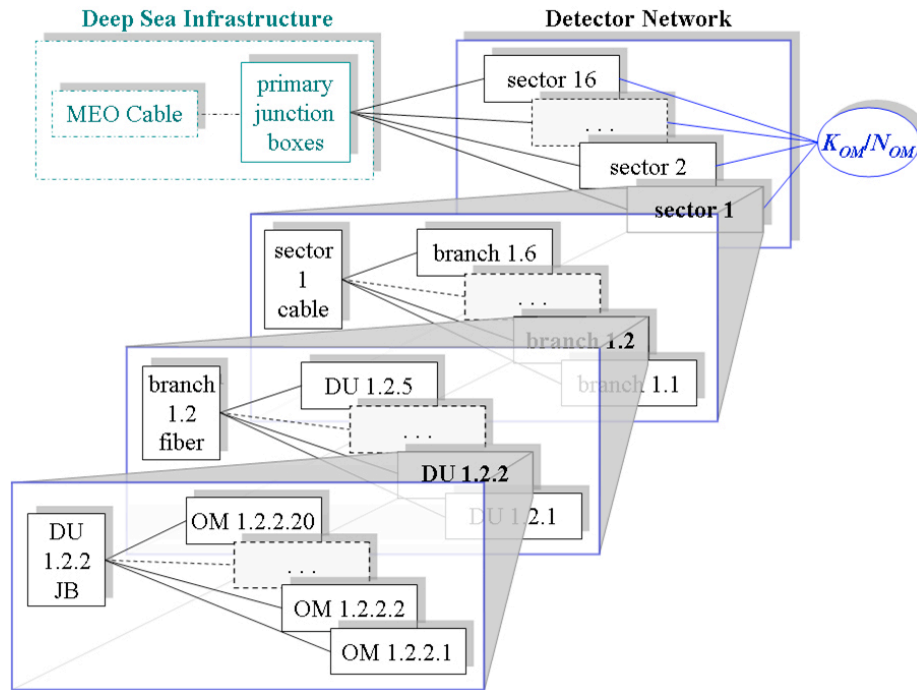 Deep Sea Infrastructure
Detector Network
MEO Cable
primary
junction
boxes
sector 16
. . .
sector 2
sector 1
K_OM/N_OM
sector
1
cable
branch 1.6
. . .
branch 1.2
branch 1.1
branch
1.2
fiber
DU 1.2.5
. . .
DU 1.2.2
DU 1.2.1
DU
1.2.2
JB
OM 1.2.2.20
. . .
OM 1.2.2.2
OM 1.2.2.1